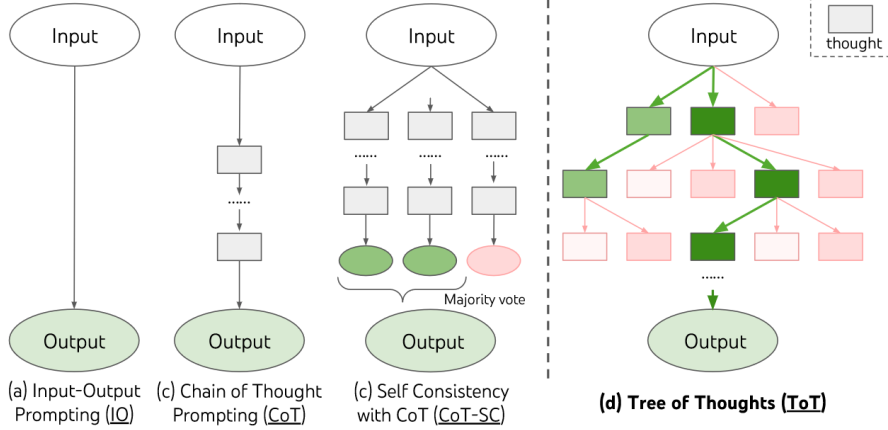 Input
Input
Input
Input
thought
......
......
......
......
......
Majority vote
Output
Output
Output
Output
(a) Input-Output
Prompting (IO)
(c) Chain of Thought
Prompting (CoT)
(c) Self Consistency
with CoT (CoT-SC)
(d) Tree of Thoughts (ToT)